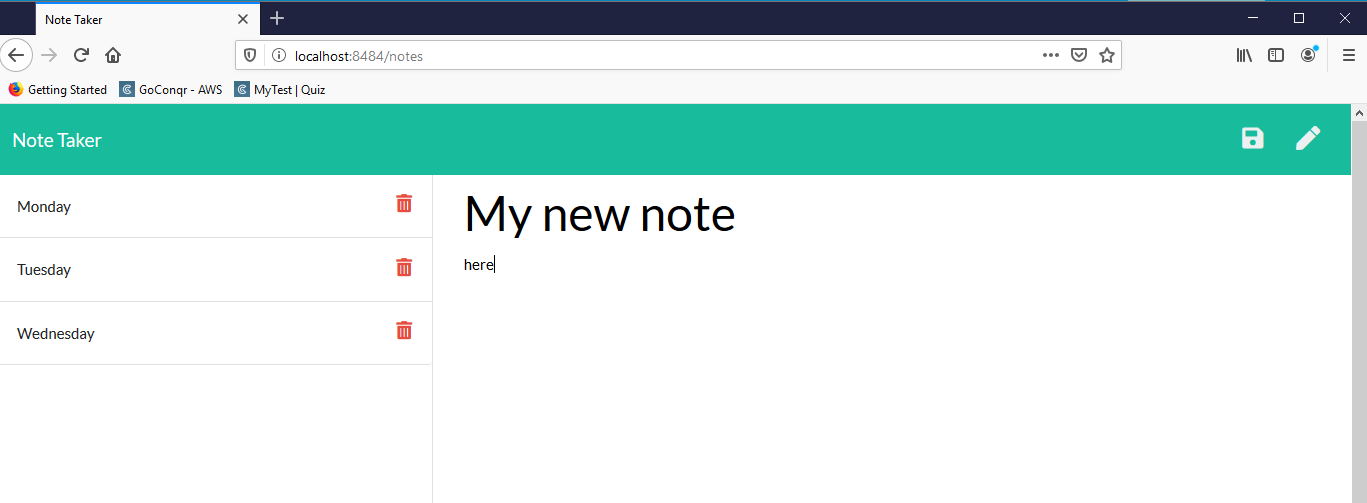 Note Taker
localhost:8484/notes
Getting Started GoConqr - AWS MyTest | Quiz
Note Taker
Monday
Tuesday
Wednesday
My new note
here